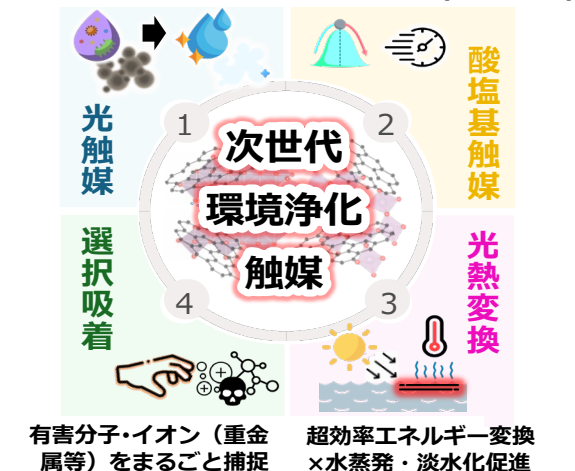 光触媒
1
2
酸塩基触媒
次世代
環境浄化
触媒
選択吸着
4
3
光熱変換
有害分子・イオン（重金
属等）をまるごと捕捉
超効率エネルギー変換
×水蒸発・淡水化促進